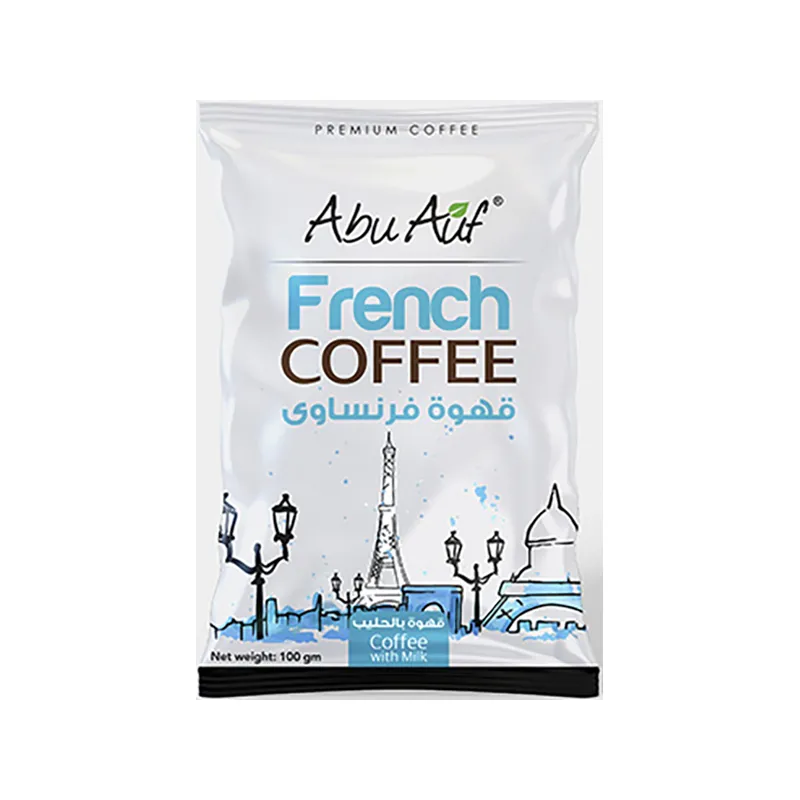 PREMIUM COFFEE
Abu Auf®
French
COFFEE
قهوة فرنساوى
قهوة بالحليب
Coffee
with Milk
Net weight: 100 gm